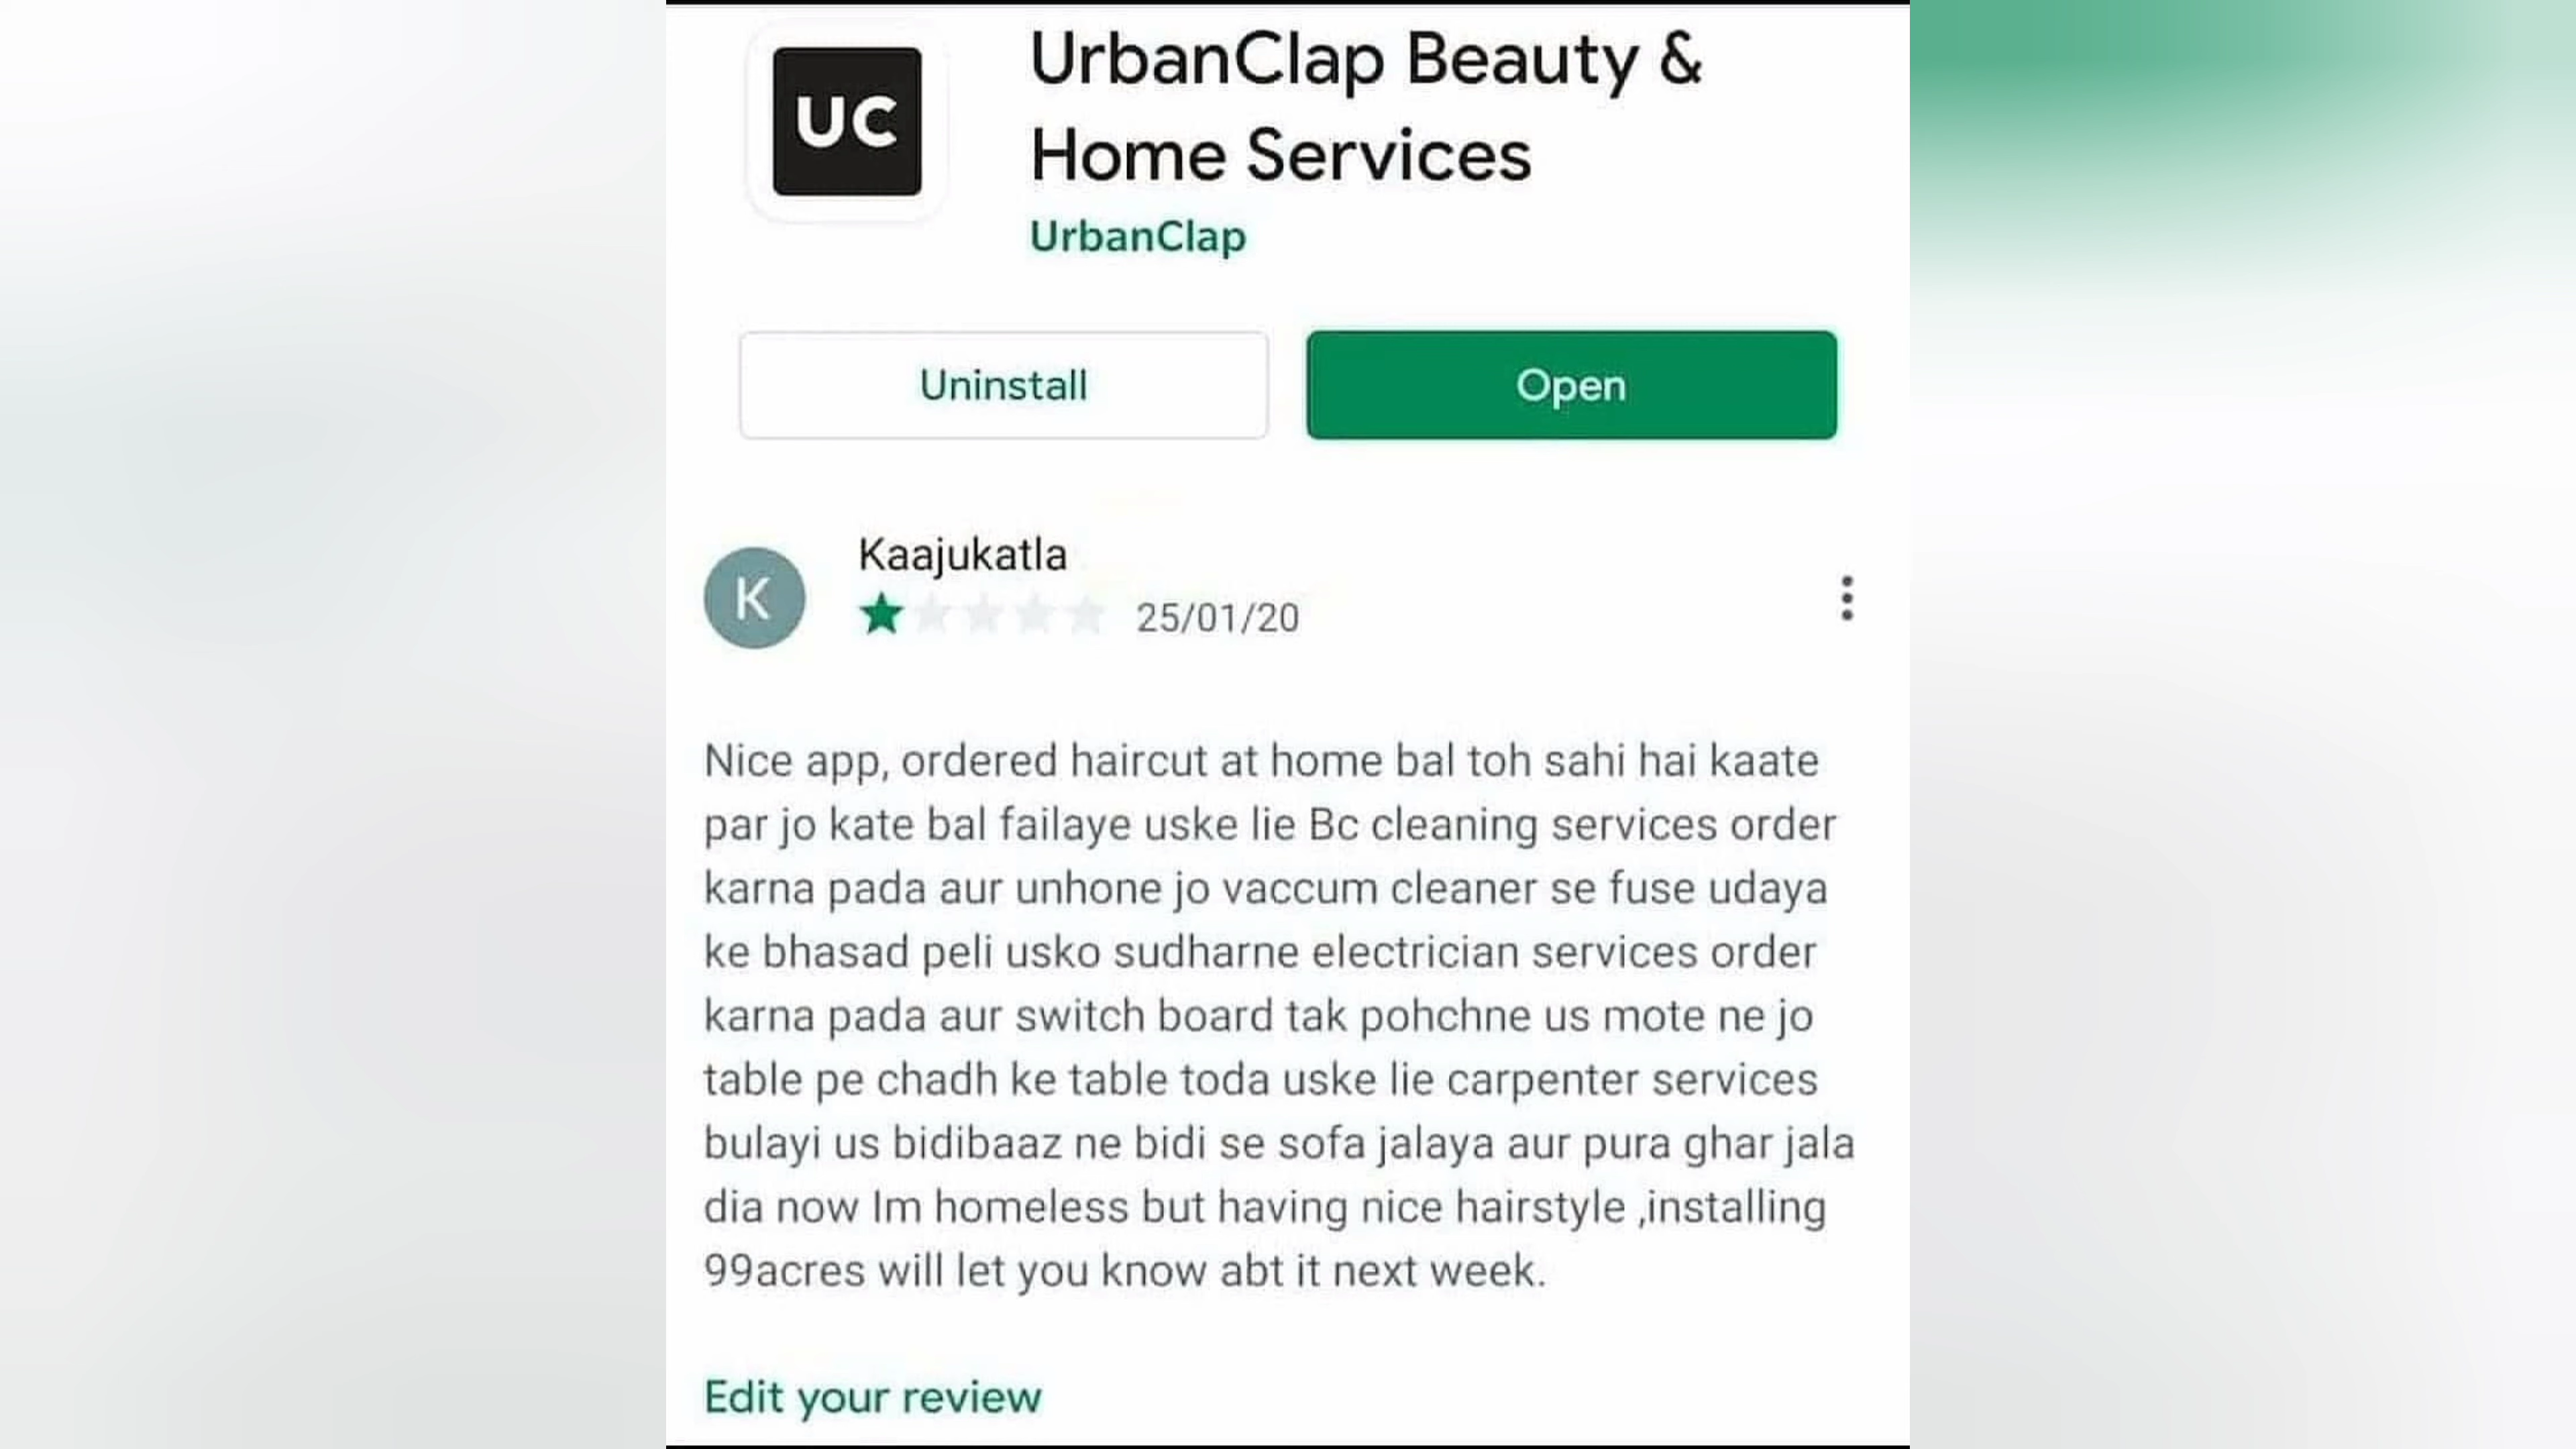 UC
UrbanClap Beauty &
Home Services
UrbanClap
Uninstall
Open
K
Kaajukatla
25/01/20
Nice app, ordered haircut at home bal toh sahi hai kaate
par jo kate bal failaye uske lie Bc cleaning services order
karna pada aur unhone jo vaccum cleaner se fuse udaya
ke bhasad peli usko sudharne electrician services order
karna pada aur switch board tak pohchne us mote ne jo
table pe chadh ke table toda uske lie carpenter services
bulayi us bidibaaz ne bidi se sofa jalaya aur pura ghar jala
dia now Im homeless but having nice hairstyle ,installing
99acres will let you know abt it next week.
Edit your review